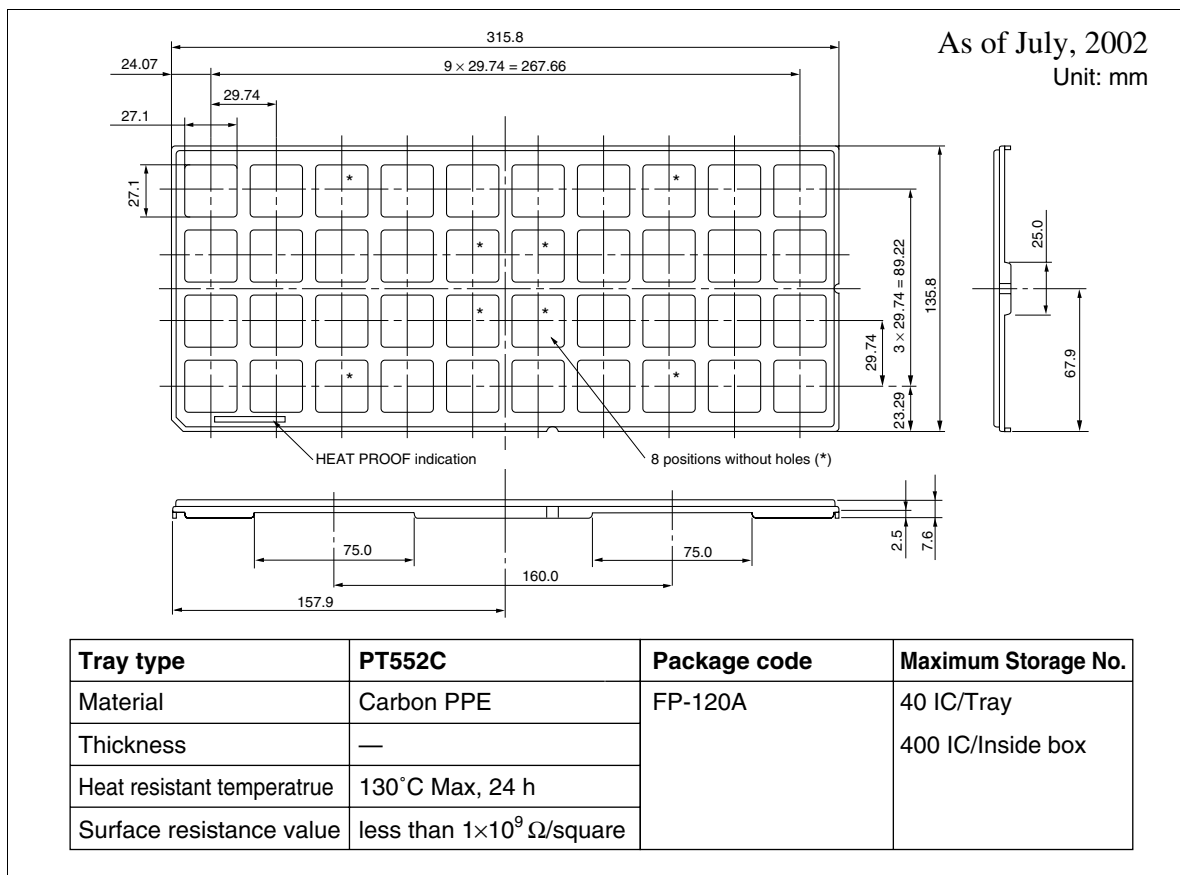 As of July, 2002
Unit: mm
315.8
24.07
9 × 29.74 = 267.66
29.74
27.1
27.1
*
*
*
*
*
*
*
*
29.74
3 × 29.74 = 89.22
23.29
135.8
25.0
67.9
HEAT PROOF indication
8 positions without holes (*)
75.0
75.0
160.0
157.9
2.5
7.6
Tray type PT552C Package code Maximum Storage No.
Material Carbon PPE FP-120A 40 IC/Tray
Thickness — 400 IC/Inside box
Heat resistant temperatrue 130˚C Max, 24 h
Surface resistance value less than 1×10⁹ Ω/square